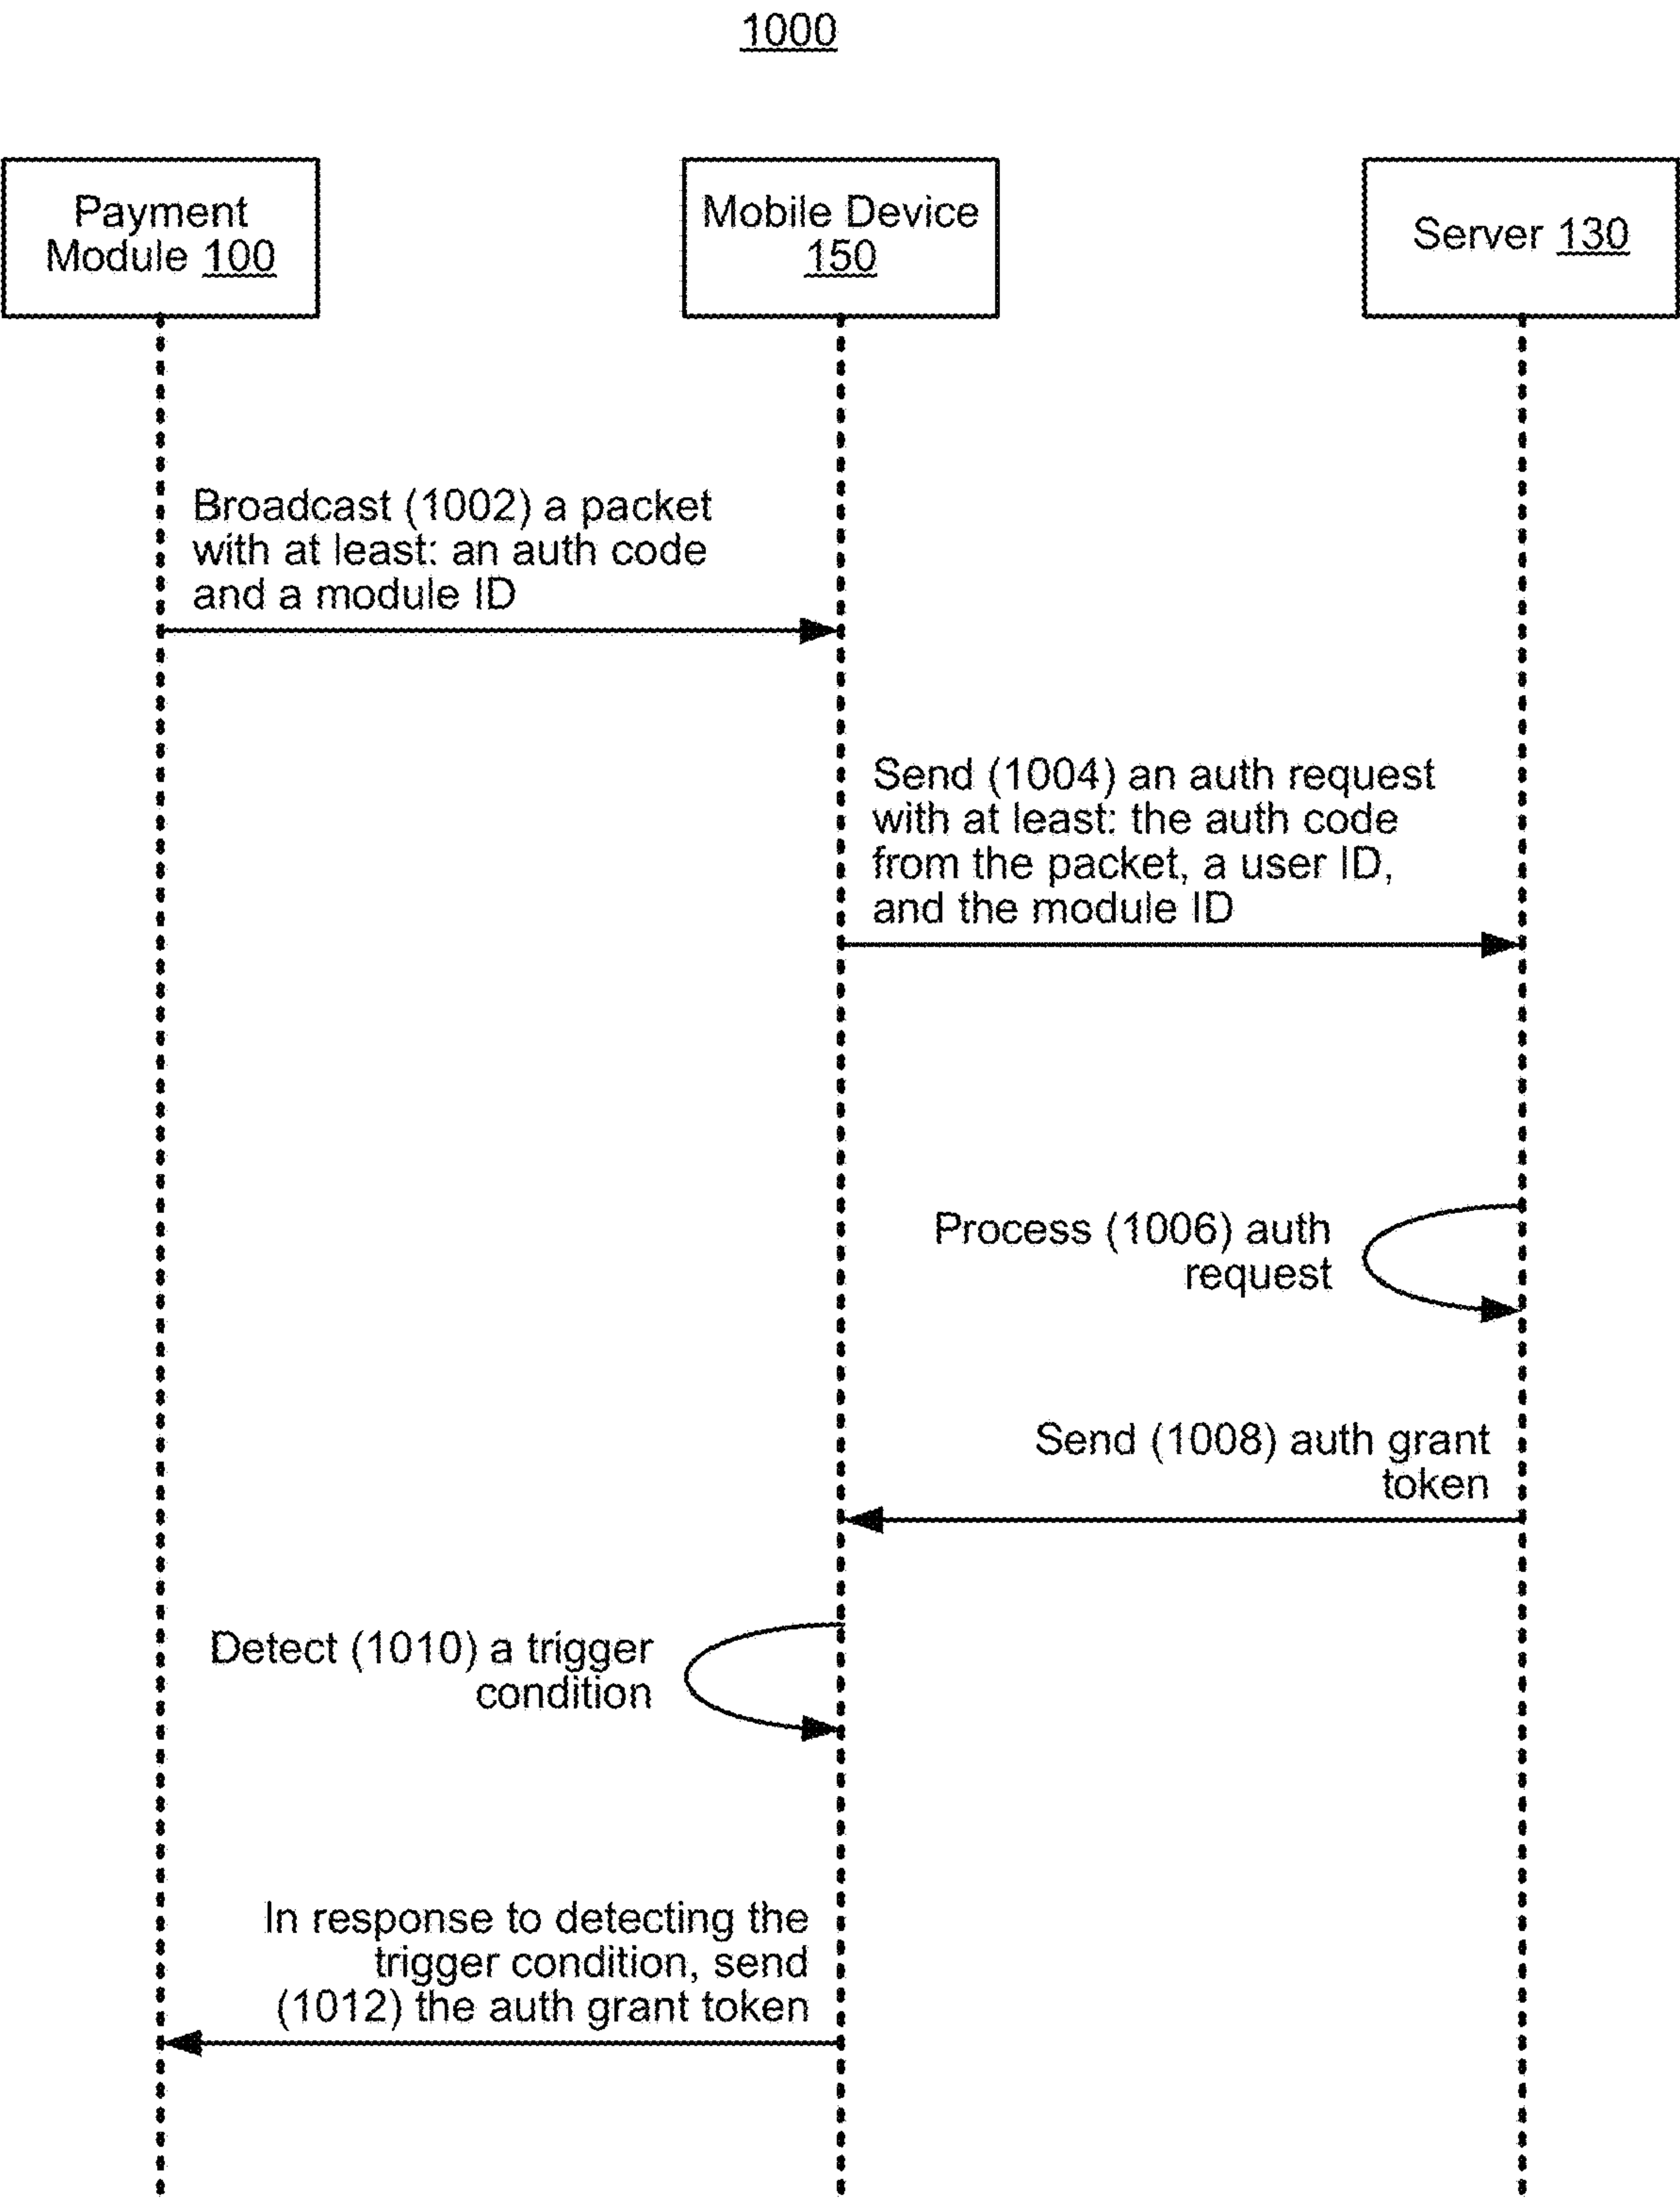 1000
Payment
Module 100
Mobile Device
150
Server 130
Broadcast (1002) a packet
with at least: an auth code
and a module ID
Send (1004) an auth request
with at least: the auth code
from the packet, a user ID,
and the module ID
Process (1006) auth
request
Send (1008) auth grant
token
Detect (1010) a trigger
condition
In response to detecting the
trigger condition, send
(1012) the auth grant token